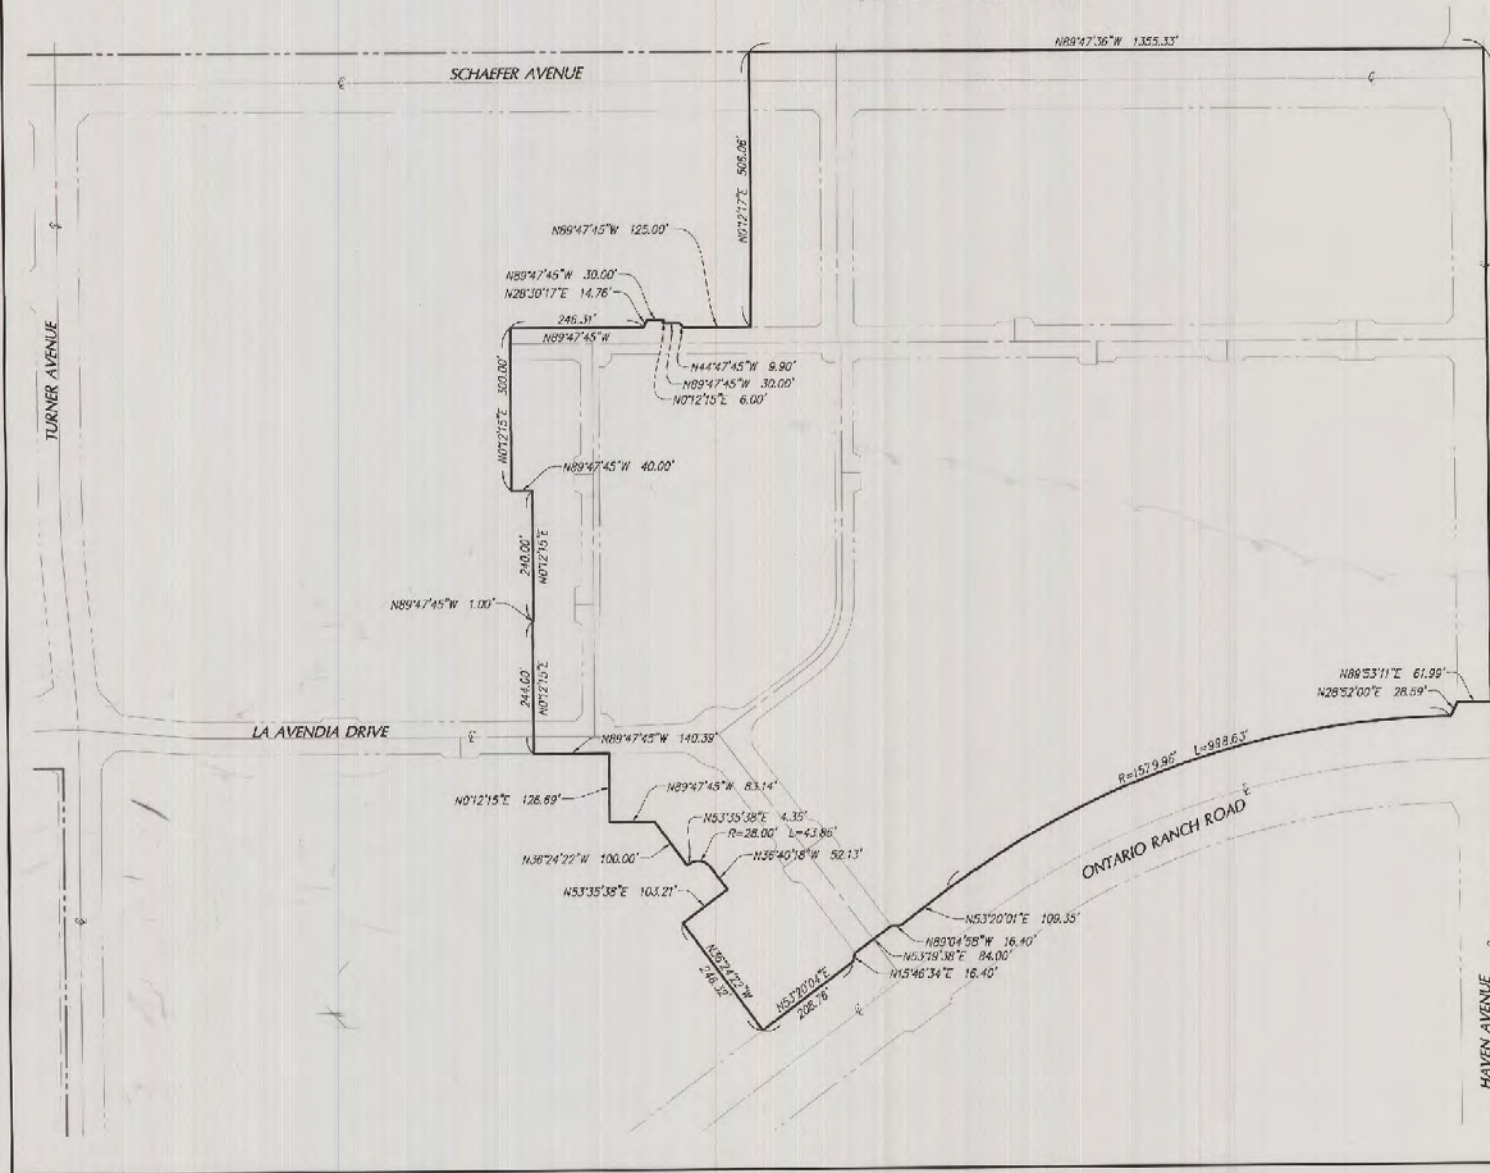 N89°47'36"W 1355.33'
SCHAEFER AVENUE
N0°12'17"E 506.06'
N89°47'45"W 125.00'
N89°47'45"W 30.00'
N28°30'17"E 14.76'
246.31'
N89°47'45"W
N44°47'45"W 9.90'
N89°47'45"W 30.00'
N0°12'15"E 6.00'
TURNER AVENUE
N0°12'15"E 300.00'
N89°47'45"W 40.00'
240.00'
N0°12'15"E
N89°47'45"W 1.00'
244.00'
N0°12'15"E
LA AVENDIA DRIVE
N89°47'45"W 140.39'
N0°12'15"E 126.69'
N89°47'45"W 83.14'
N53°35'38"E 4.35'
R=28.00' L=43.86'
N36°24'22"W 100.00'
N36°40'18"W 52.13'
N53°35'38"E 103.21'
N36°24'22"W
246.32'
N53°20'04"E
208.76'
N53°20'01"E 109.35'
N89°04'58"W 16.40'
N53°19'38"E 84.00'
N15°46'34"E 16.40'
R=1579.96' L=998.63'
ONTARIO RANCH ROAD
N89°53'11"E 61.99'
N28°52'00"E 28.59'
HAVEN AVENUE